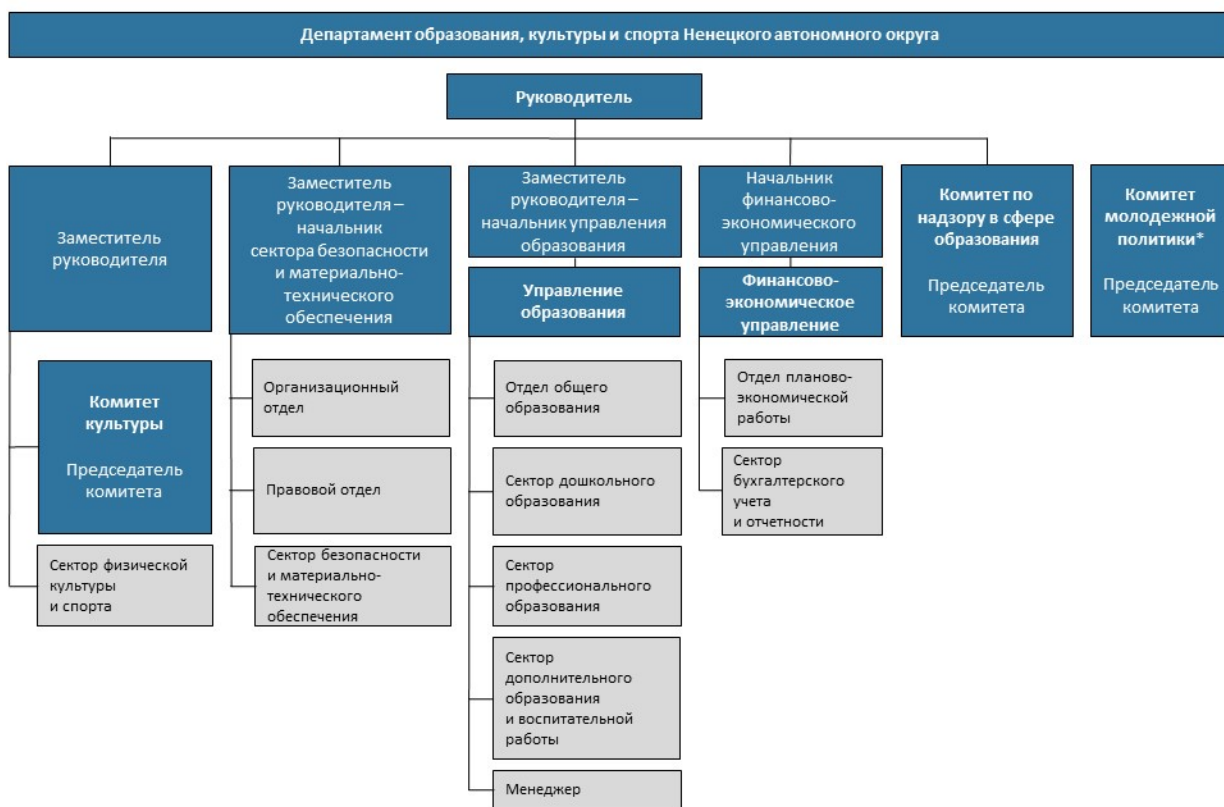 Департамент образования, культуры и спорта Ненецкого автономного округа
Руководитель
Заместитель
руководителя
Комитет
культуры
Председатель
комитета
Сектор физической
культуры
и спорта
Заместитель
руководителя –
начальник
сектора безопасности
и материально-
технического
обеспечения
Организационный
отдел
Правовой отдел
Сектор безопасности
и материально-
технического
обеспечения
Заместитель
руководителя –
начальник управления
образования
Управление
образования
Отдел общего
образования
Сектор дошкольного
образования
Сектор
профессионального
образования
Сектор
дополнительного
образования
и воспитательной
работы
Менеджер
Начальник
финансово-
экономического
управления
Финансово-
экономическое
управление
Отдел планово-
экономической
работы
Сектор
бухгалтерского
учета
и отчетности
Комитет по
надзору в сфере
образования
Председатель
комитета
Комитет
молодежной
политики*
Председатель
комитета